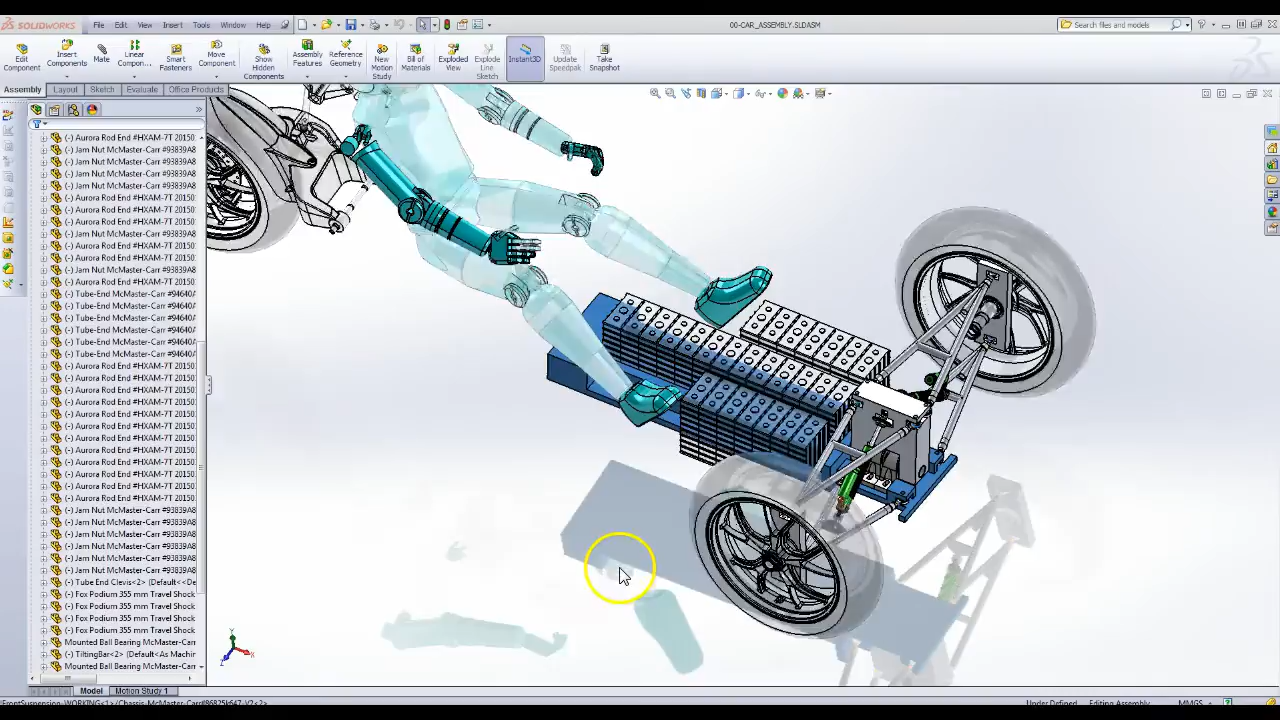 SOLIDWORKS File Edit View Insert Tools Window Help 00-CAR_ASSEMBLY.SLDASM Search files and models
Edit Component
Insert Components
Mate
Linear Compon...
Smart Fasteners
Move Component
Show Hidden Components
Assembly Features
Reference Geometry
New Motion Study
Bill of Materials
Exploded View
Explode Line Sketch
Instant3D
Update Speedpak
Take Snapshot
Assembly Layout Sketch Evaluate Office Products
(-) Aurora Rod End #HXAM-7T 20150
(-) Jam Nut McMaster-Carr #93839A8
(-) Jam Nut McMaster-Carr #93839A8
(-) Jam Nut McMaster-Carr #93839A8
(-) Jam Nut McMaster-Carr #93839A8
(-) Aurora Rod End #HXAM-7T 20150
(-) Aurora Rod End #HXAM-7T 20150
(-) Aurora Rod End #HXAM-7T 20150
(-) Jam Nut McMaster-Carr #93839A8
(-) Aurora Rod End #HXAM-7T 20150
(-) Aurora Rod End #HXAM-7T 20150
(-) Jam Nut McMaster-Carr #93839A8
(-) Aurora Rod End #HXAM-7T 20150
(-) Tube-End McMaster-Carr #94640A
(-) Tube-End McMaster-Carr #94640A
(-) Tube-End McMaster-Carr #94640A
(-) Tube-End McMaster-Carr #94640A
(-) Tube-End McMaster-Carr #94640A
(-) Tube-End McMaster-Carr #94640A
(-) Aurora Rod End #HXAM-7T 20150
(-) Aurora Rod End #HXAM-7T 20150
(-) Aurora Rod End #HXAM-7T 20150
(-) Aurora Rod End #HXAM-7T 20150
(-) Aurora Rod End #HXAM-7T 20150
(-) Aurora Rod End #HXAM-7T 20150
(-) Aurora Rod End #HXAM-7T 20150
(-) Aurora Rod End #HXAM-7T 20150
(-) Aurora Rod End #HXAM-7T 20150
(-) Aurora Rod End #HXAM-7T 20150
(-) Aurora Rod End #HXAM-7T 20150
(-) Aurora Rod End #HXAM-7T 20150
(-) Jam Nut McMaster-Carr #93839A8
(-) Jam Nut McMaster-Carr #93839A8
(-) Jam Nut McMaster-Carr #93839A8
(-) Jam Nut McMaster-Carr #93839A8
(-) Jam Nut McMaster-Carr #93839A8
(-) Jam Nut McMaster-Carr #93839A8
(-) Tube End Clevis<2> (Default<<De
(-) Fox Podium 355 mm Travel Shock
(-) Fox Podium 355 mm Travel Shock
(-) Fox Podium 355 mm Travel Shock
(-) Fox Podium 355 mm Travel Shock
Mounted Ball Bearing McMaster-Carr
(-) TiltingBar<2> (Default<As Machin
Mounted Ball Bearing McMaster-Carr
Model Motion Study 1
Under Defined Editing Assembly MMGS